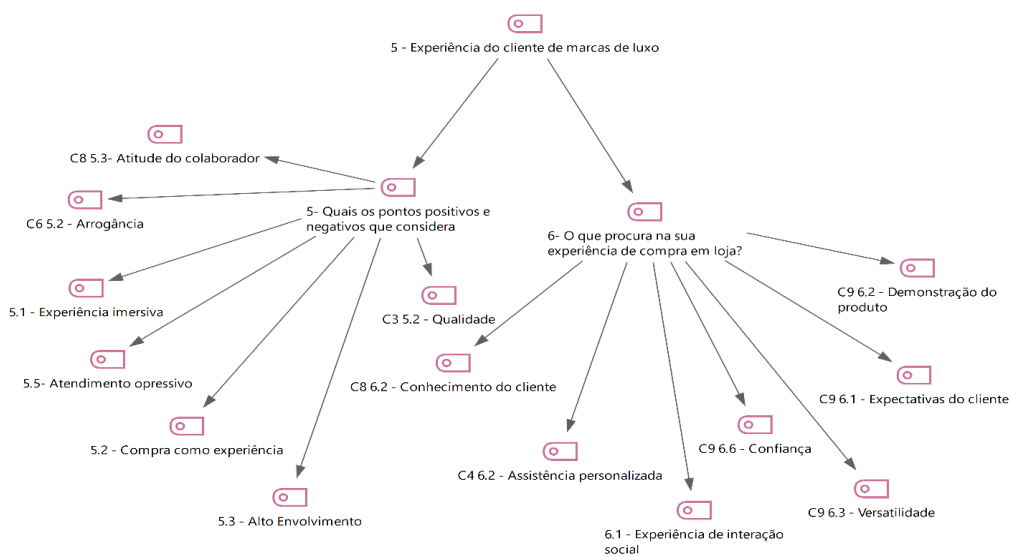 5 - Experiência do cliente de marcas de luxo
C8 5.3- Atitude do colaborador
C6 5.2 - Arrogância
5- Quais os pontos positivos e
negativos que considera
6- O que procura na sua
experiência de compra em loja?
5.1 - Experiência imersiva
C3 5.2 - Qualidade
C9 6.2 - Demonstração do
produto
5.5- Atendimento opressivo
C8 6.2 - Conhecimento do cliente
C9 6.1 - Expectativas do cliente
5.2 - Compra como experiência
C9 6.6 - Confiança
C4 6.2 - Assistência personalizada
5.3 - Alto Envolvimento
C9 6.3 - Versatilidade
6.1 - Experiência de interação
social